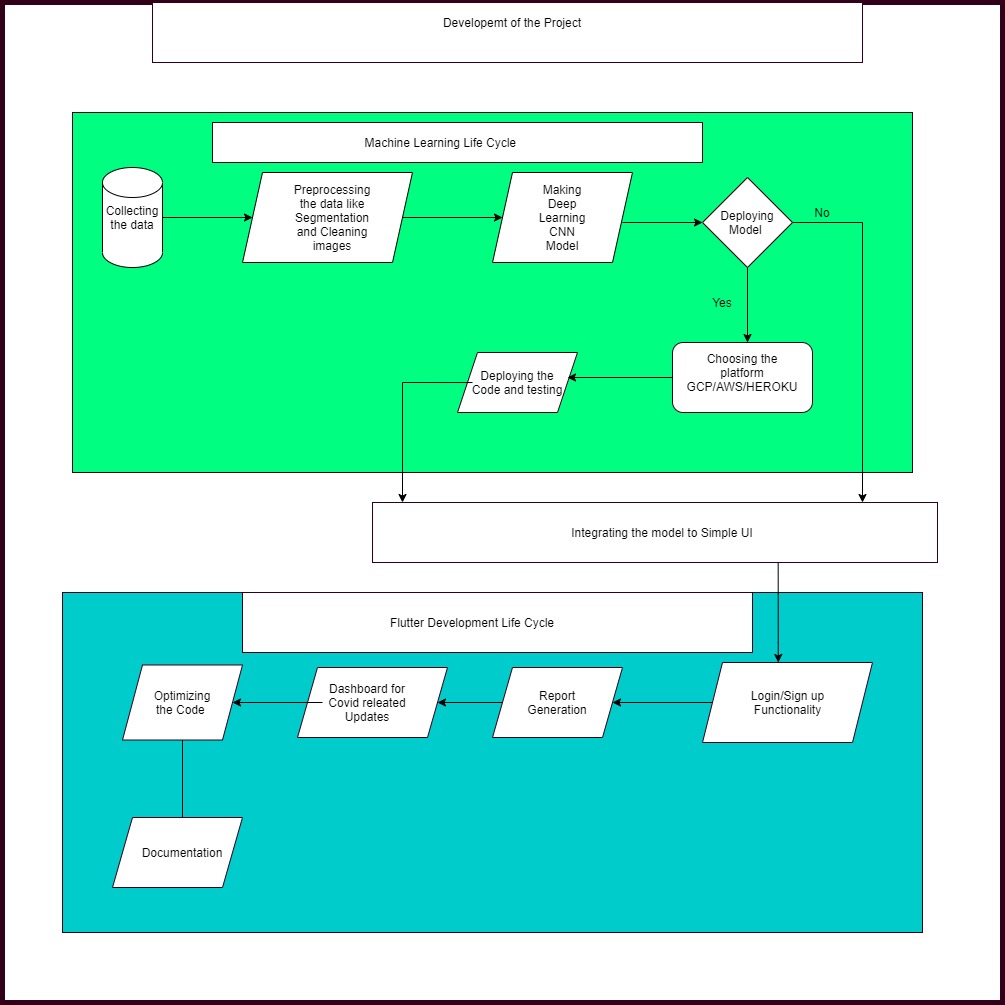 Developemt of the Project
Machine Learning Life Cycle
Collecting
the data
Preprocessing
the data like
Segmentation
and Cleaning
images
Making
Deep
Learning
CNN
Model
Deploying
Model
No
Yes
Choosing the
platform
GCP/AWS/HEROKU
Deploying the
Code and testing
Integrating the model to Simple UI
Flutter Development Life Cycle
Login/Sign up
Functionality
Report
Generation
Dashboard for
Covid releated
Updates
Optimizing
the Code
Documentation